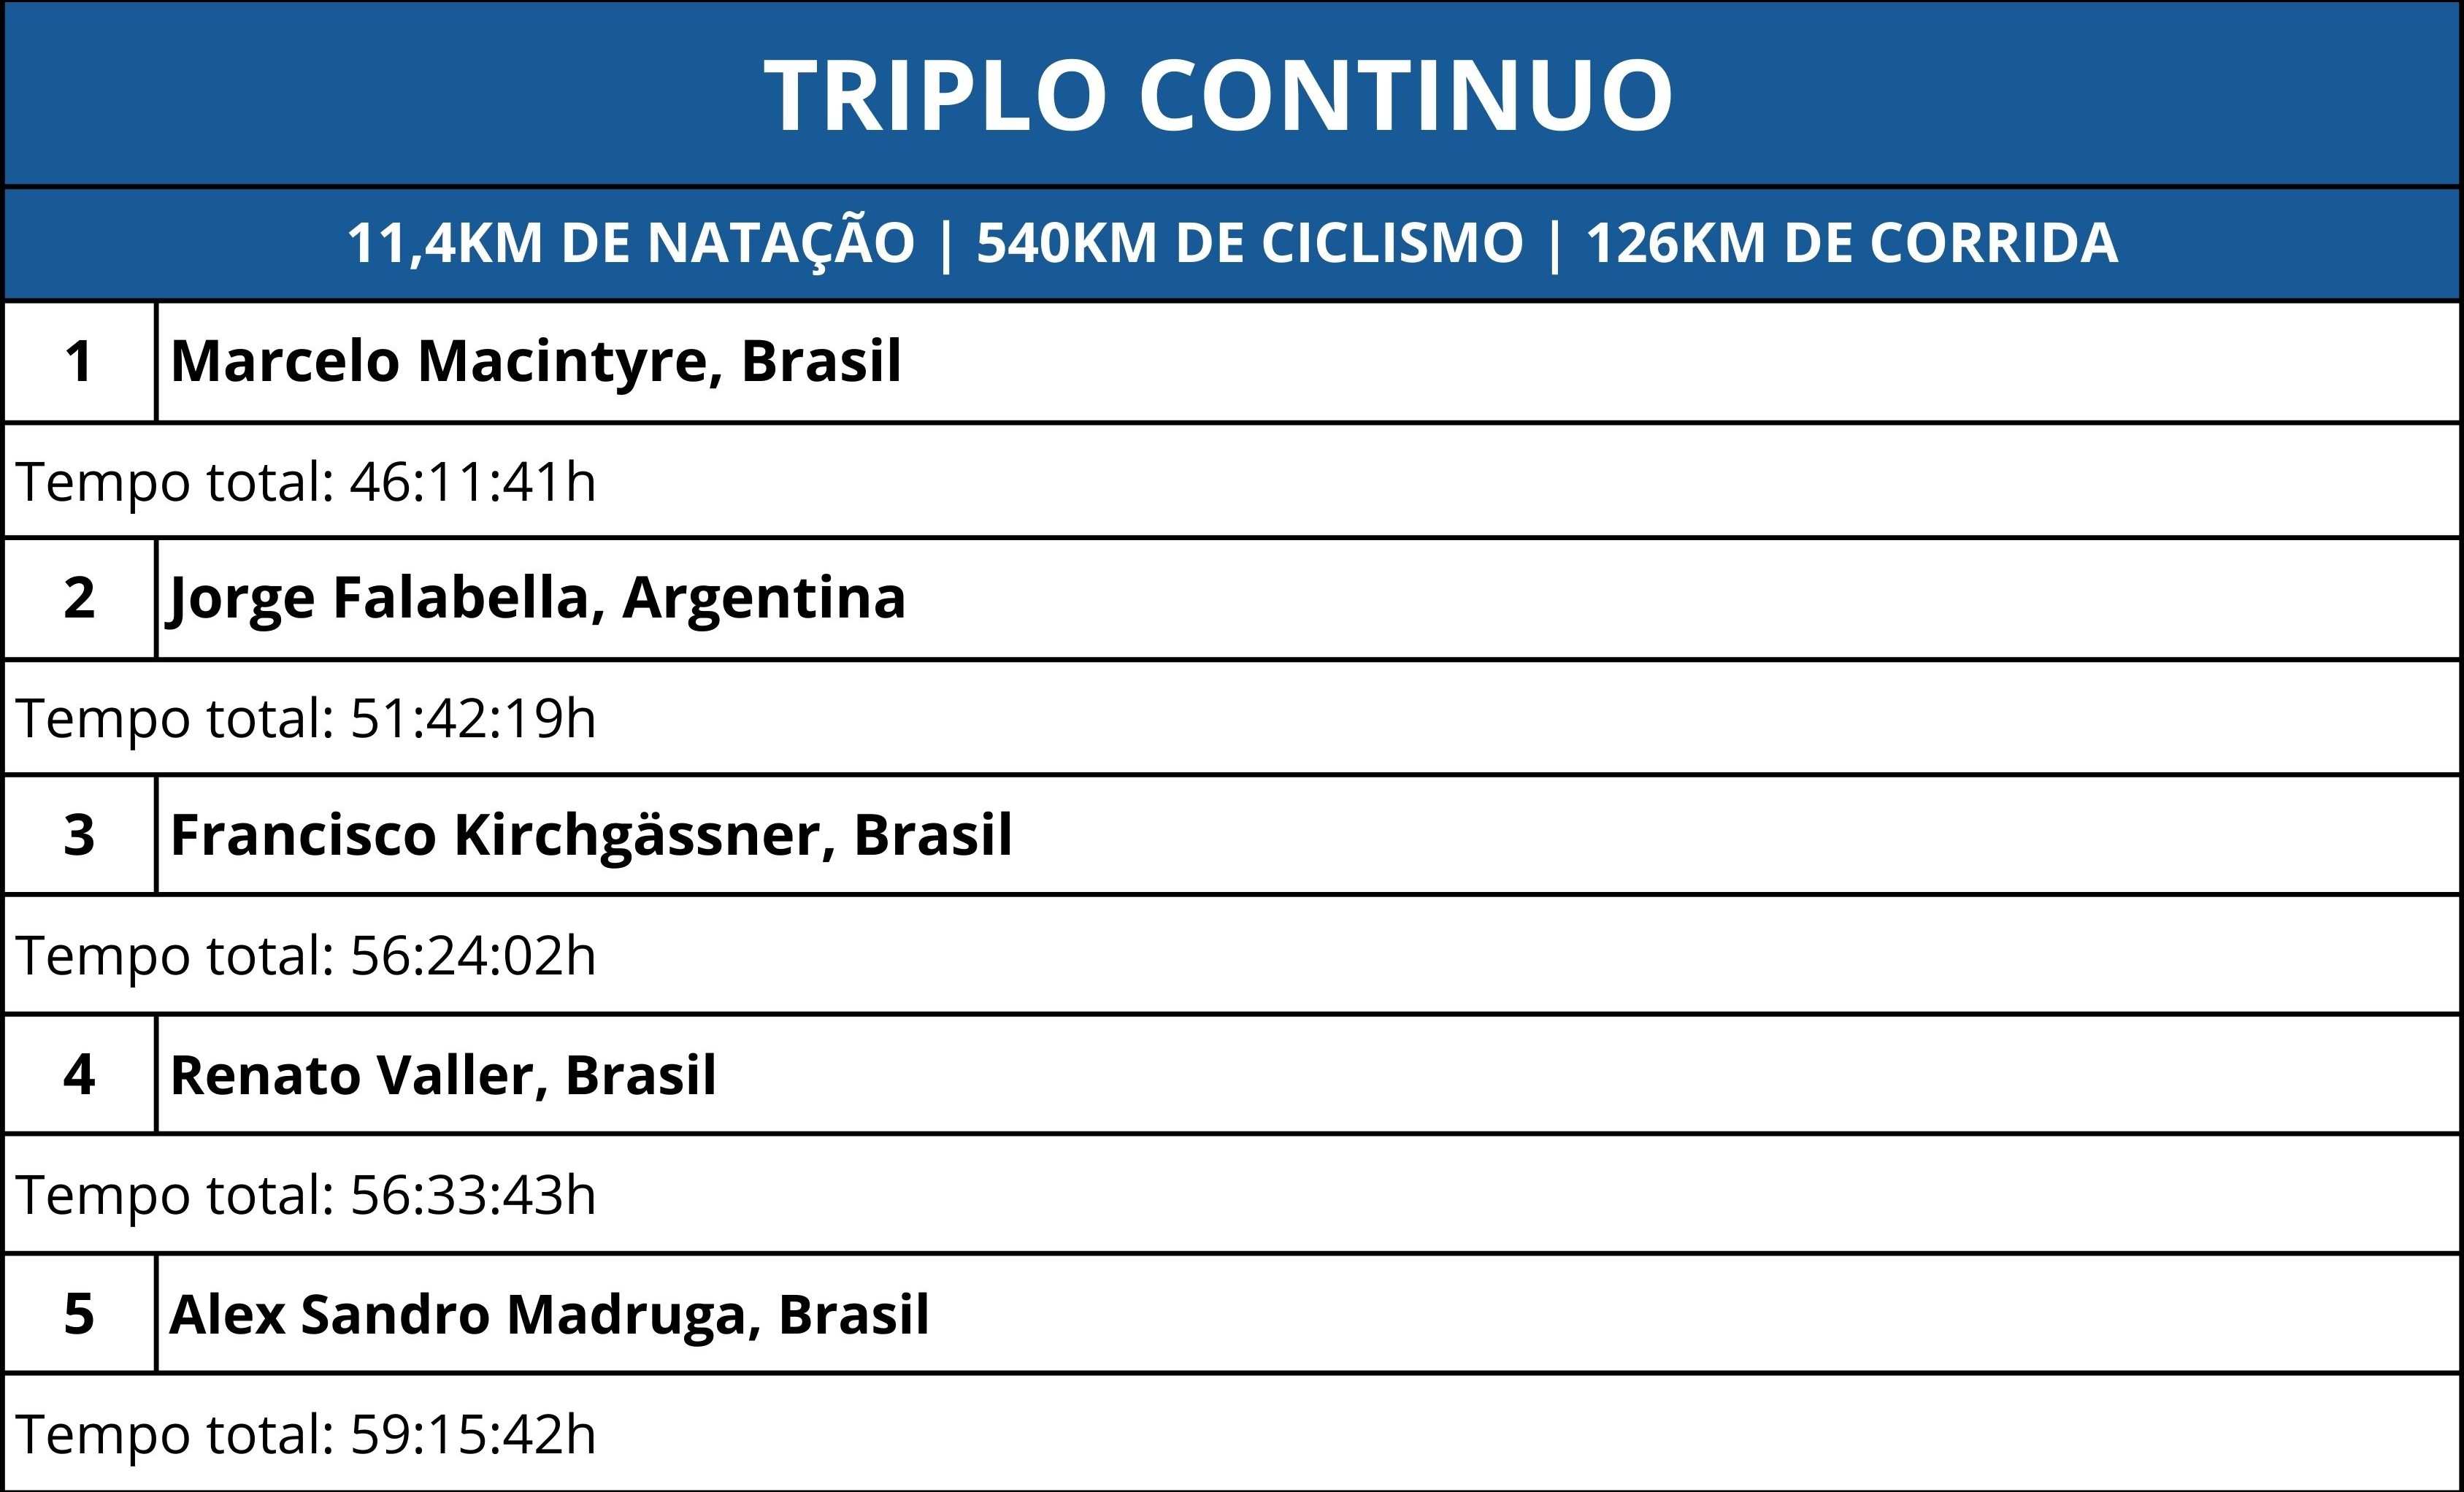 TRIPLO CONTINUO
11,4KM DE NATAÇÃO | 540KM DE CICLISMO | 126KM DE CORRIDA
1 Marcelo Macintyre, Brasil
Tempo total: 46:11:41h
2 Jorge Falabella, Argentina
Tempo total: 51:42:19h
3 Francisco Kirchgässner, Brasil
Tempo total: 56:24:02h
4 Renato Valler, Brasil
Tempo total: 56:33:43h
5 Alex Sandro Madruga, Brasil
Tempo total: 59:15:42h